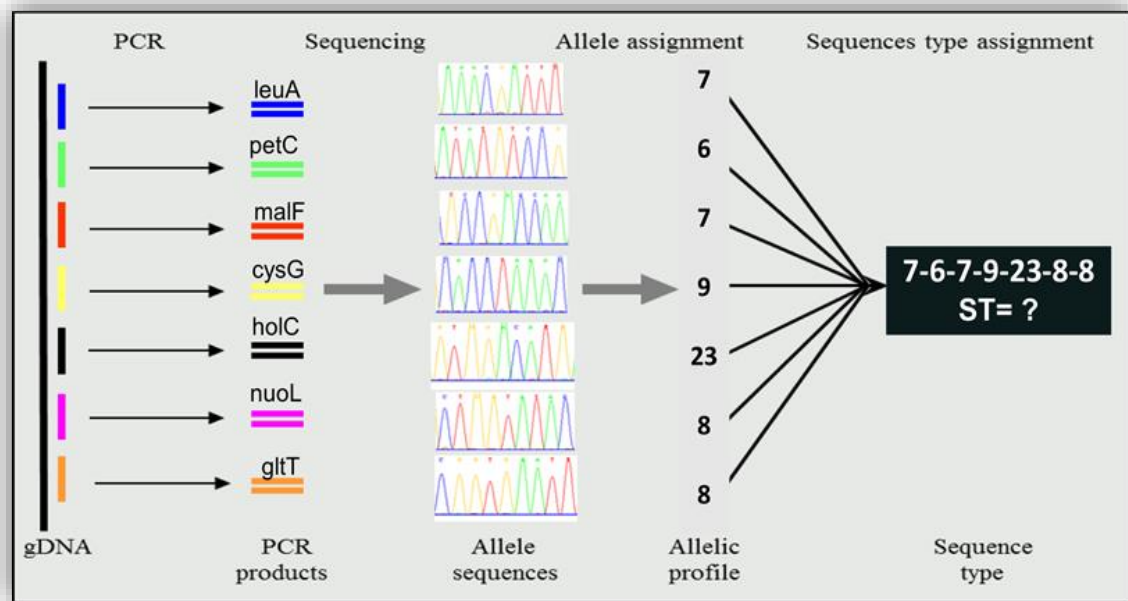 PCR
Sequencing
Allele assignment
Sequences type assignment
leuA
petC
malF
cysG
holC
nuoL
gltT
7
6
7
9
23
8
8
7-6-7-9-23-8-8
ST= ?
gDNA
PCR
products
Allele
sequences
Allelic
profile
Sequence
type